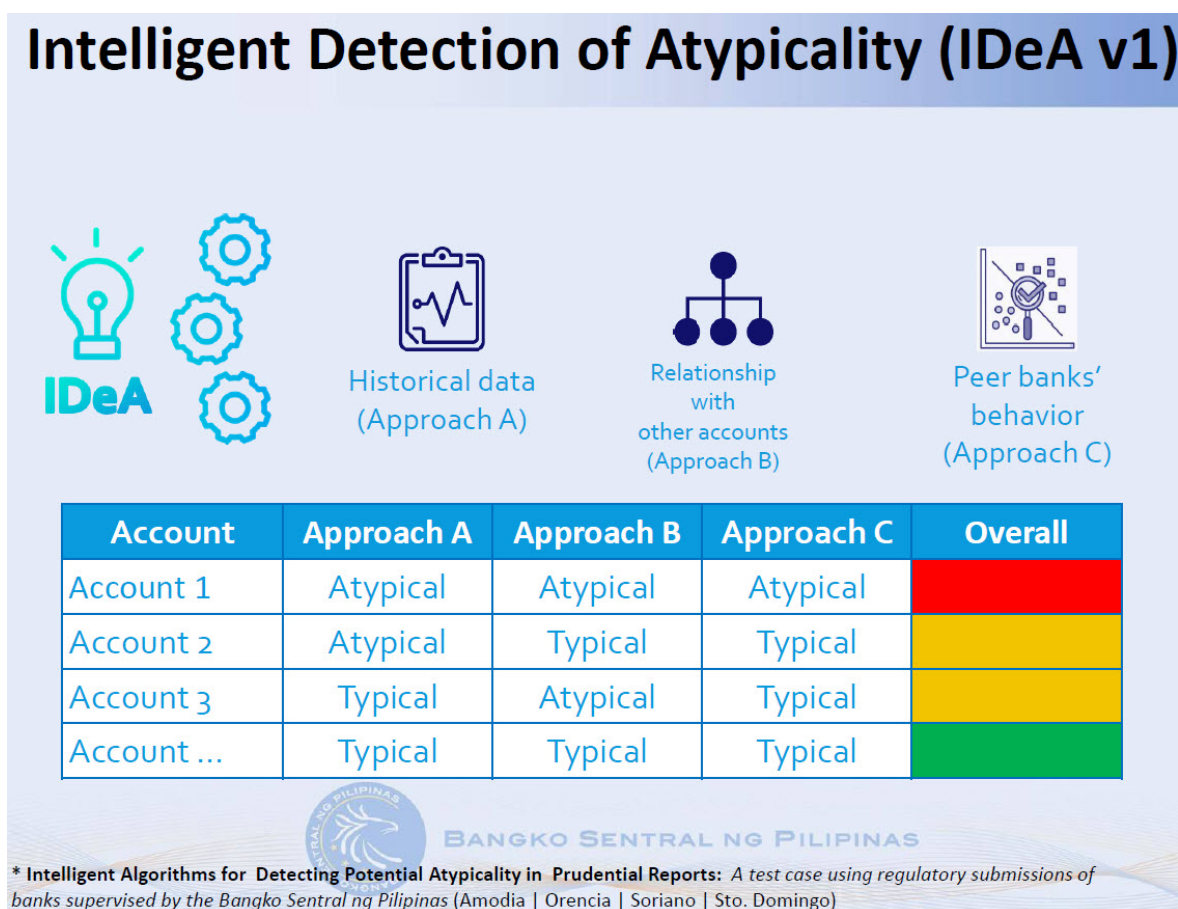 Intelligent Detection of Atypicality (IDeA v1)
IDeA
Historical data
(Approach A)
Relationship
with
other accounts
(Approach B)
Peer banks'
behavior
(Approach C)
Account Approach A Approach B Approach C Overall
Account 1 Atypical Atypical Atypical
Account 2 Atypical Typical Typical
Account 3 Typical Atypical Typical
Account ... Typical Typical Typical
BANGKO SENTRAL NG PILIPINAS
* Intelligent Algorithms for Detecting Potential Atypicality in Prudential Reports: A test case using regulatory submissions of
banks supervised by the Bangko Sentral ng Pilipinas (Amodia | Orencia | Soriano | Sto. Domingo)